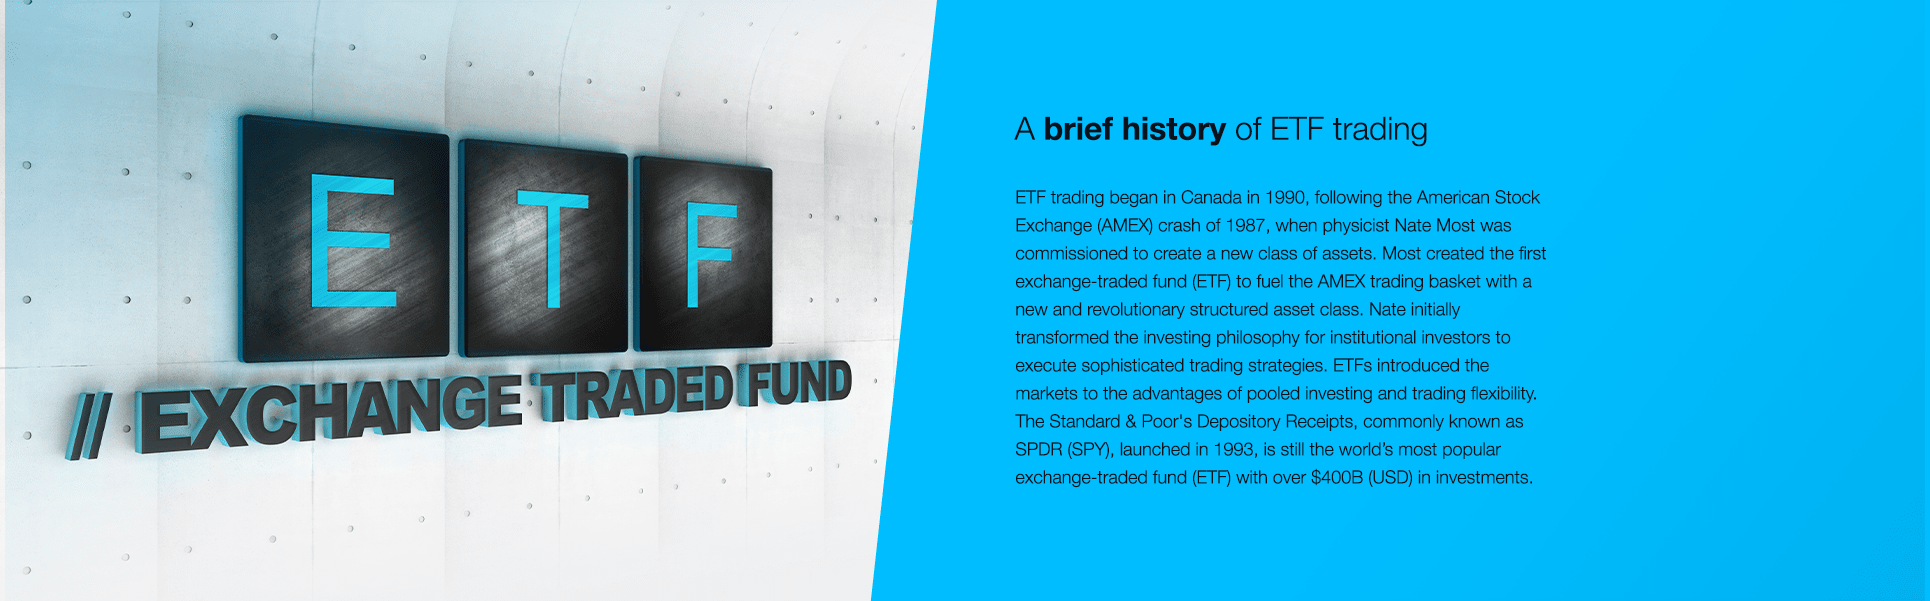 E T F
// EXCHANGE TRADED FUND
A brief history of ETF trading
ETF trading began in Canada in 1990, following the American Stock
Exchange (AMEX) crash of 1987, when physicist Nate Most was
commissioned to create a new class of assets. Most created the first
exchange-traded fund (ETF) to fuel the AMEX trading basket with a
new and revolutionary structured asset class. Nate initially
transformed the investing philosophy for institutional investors to
execute sophisticated trading strategies. ETFs introduced the
markets to the advantages of pooled investing and trading flexibility.
The Standard & Poor's Depository Receipts, commonly known as
SPDR (SPY), launched in 1993, is still the world’s most popular
exchange-traded fund (ETF) with over $400B (USD) in investments.